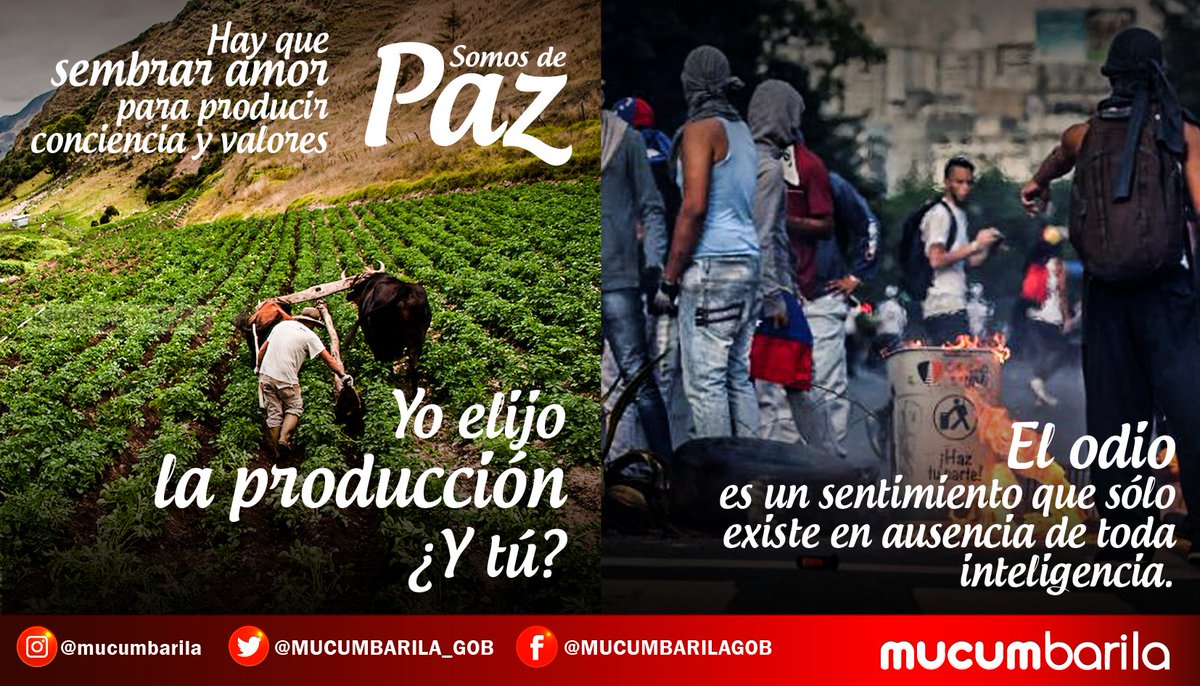 Hay que
sembrar amor
para producir
conciencia y valores
Somos de
Paz
Yo elijo
la producción
¿Y tú?
¡Haz
tu parte!
El odio
es un sentimiento que sólo
existe en ausencia de toda
inteligencia.
@mucumbarila
@MUCUMBARILA_GOB
@MUCUMBARILAGOB
mucumbarila